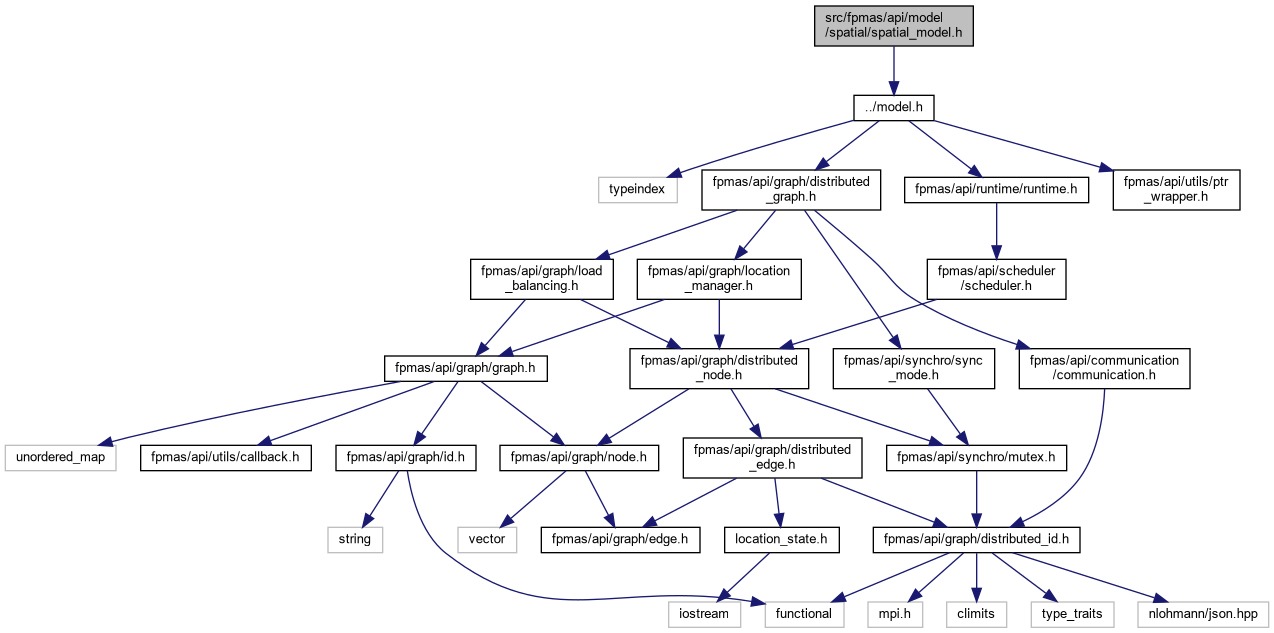 src/fpmas/api/model
/spatial/spatial_model.h
../model.h
typeindex
fpmas/api/graph/distributed
_graph.h
fpmas/api/runtime/runtime.h
fpmas/api/utils/ptr
_wrapper.h
fpmas/api/graph/load
_balancing.h
fpmas/api/graph/location
_manager.h
fpmas/api/scheduler
/scheduler.h
fpmas/api/graph/graph.h
fpmas/api/graph/distributed
_node.h
fpmas/api/synchro/sync
_mode.h
fpmas/api/communication
/communication.h
unordered_map
fpmas/api/utils/callback.h
fpmas/api/graph/id.h
fpmas/api/graph/node.h
fpmas/api/graph/distributed
_edge.h
fpmas/api/synchro/mutex.h
string
vector
fpmas/api/graph/edge.h
location_state.h
fpmas/api/graph/distributed_id.h
iostream
functional
mpi.h
climits
type_traits
nlohmann/json.hpp